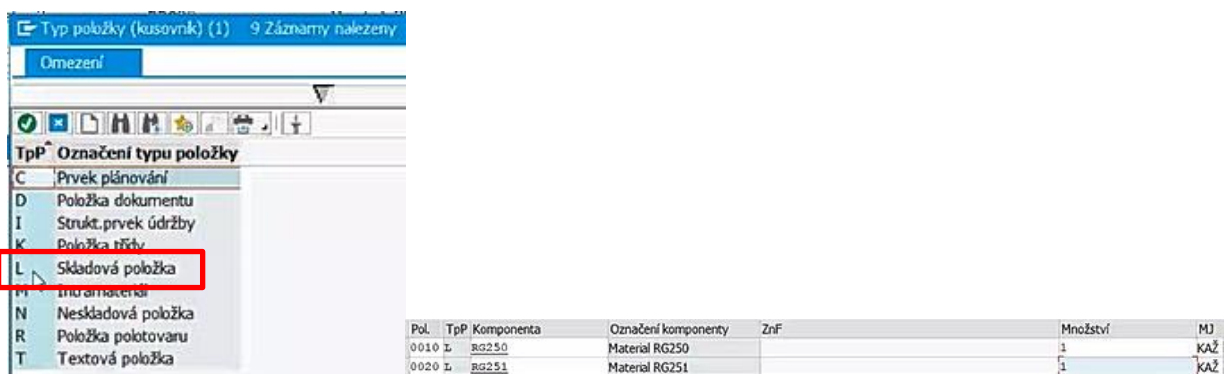 Typ položky (kusovník) (1) 9 Záznamy nalezeny
Omezení
TpP Označení typu položky
C Prvek plánování
D Položka dokumentu
I Strukt.prvek údržby
K Položka třídy
L Skladová položka
M Intramateriál
N Neskladová položka
R Položka polotovaru
T Textová položka
Pol. TpP Komponenta Označení komponenty ZnF Množství MJ
0010 L RG250 Material RG250 1 KAŽ
0020 L RG251 Material RG251 1 KAŽ